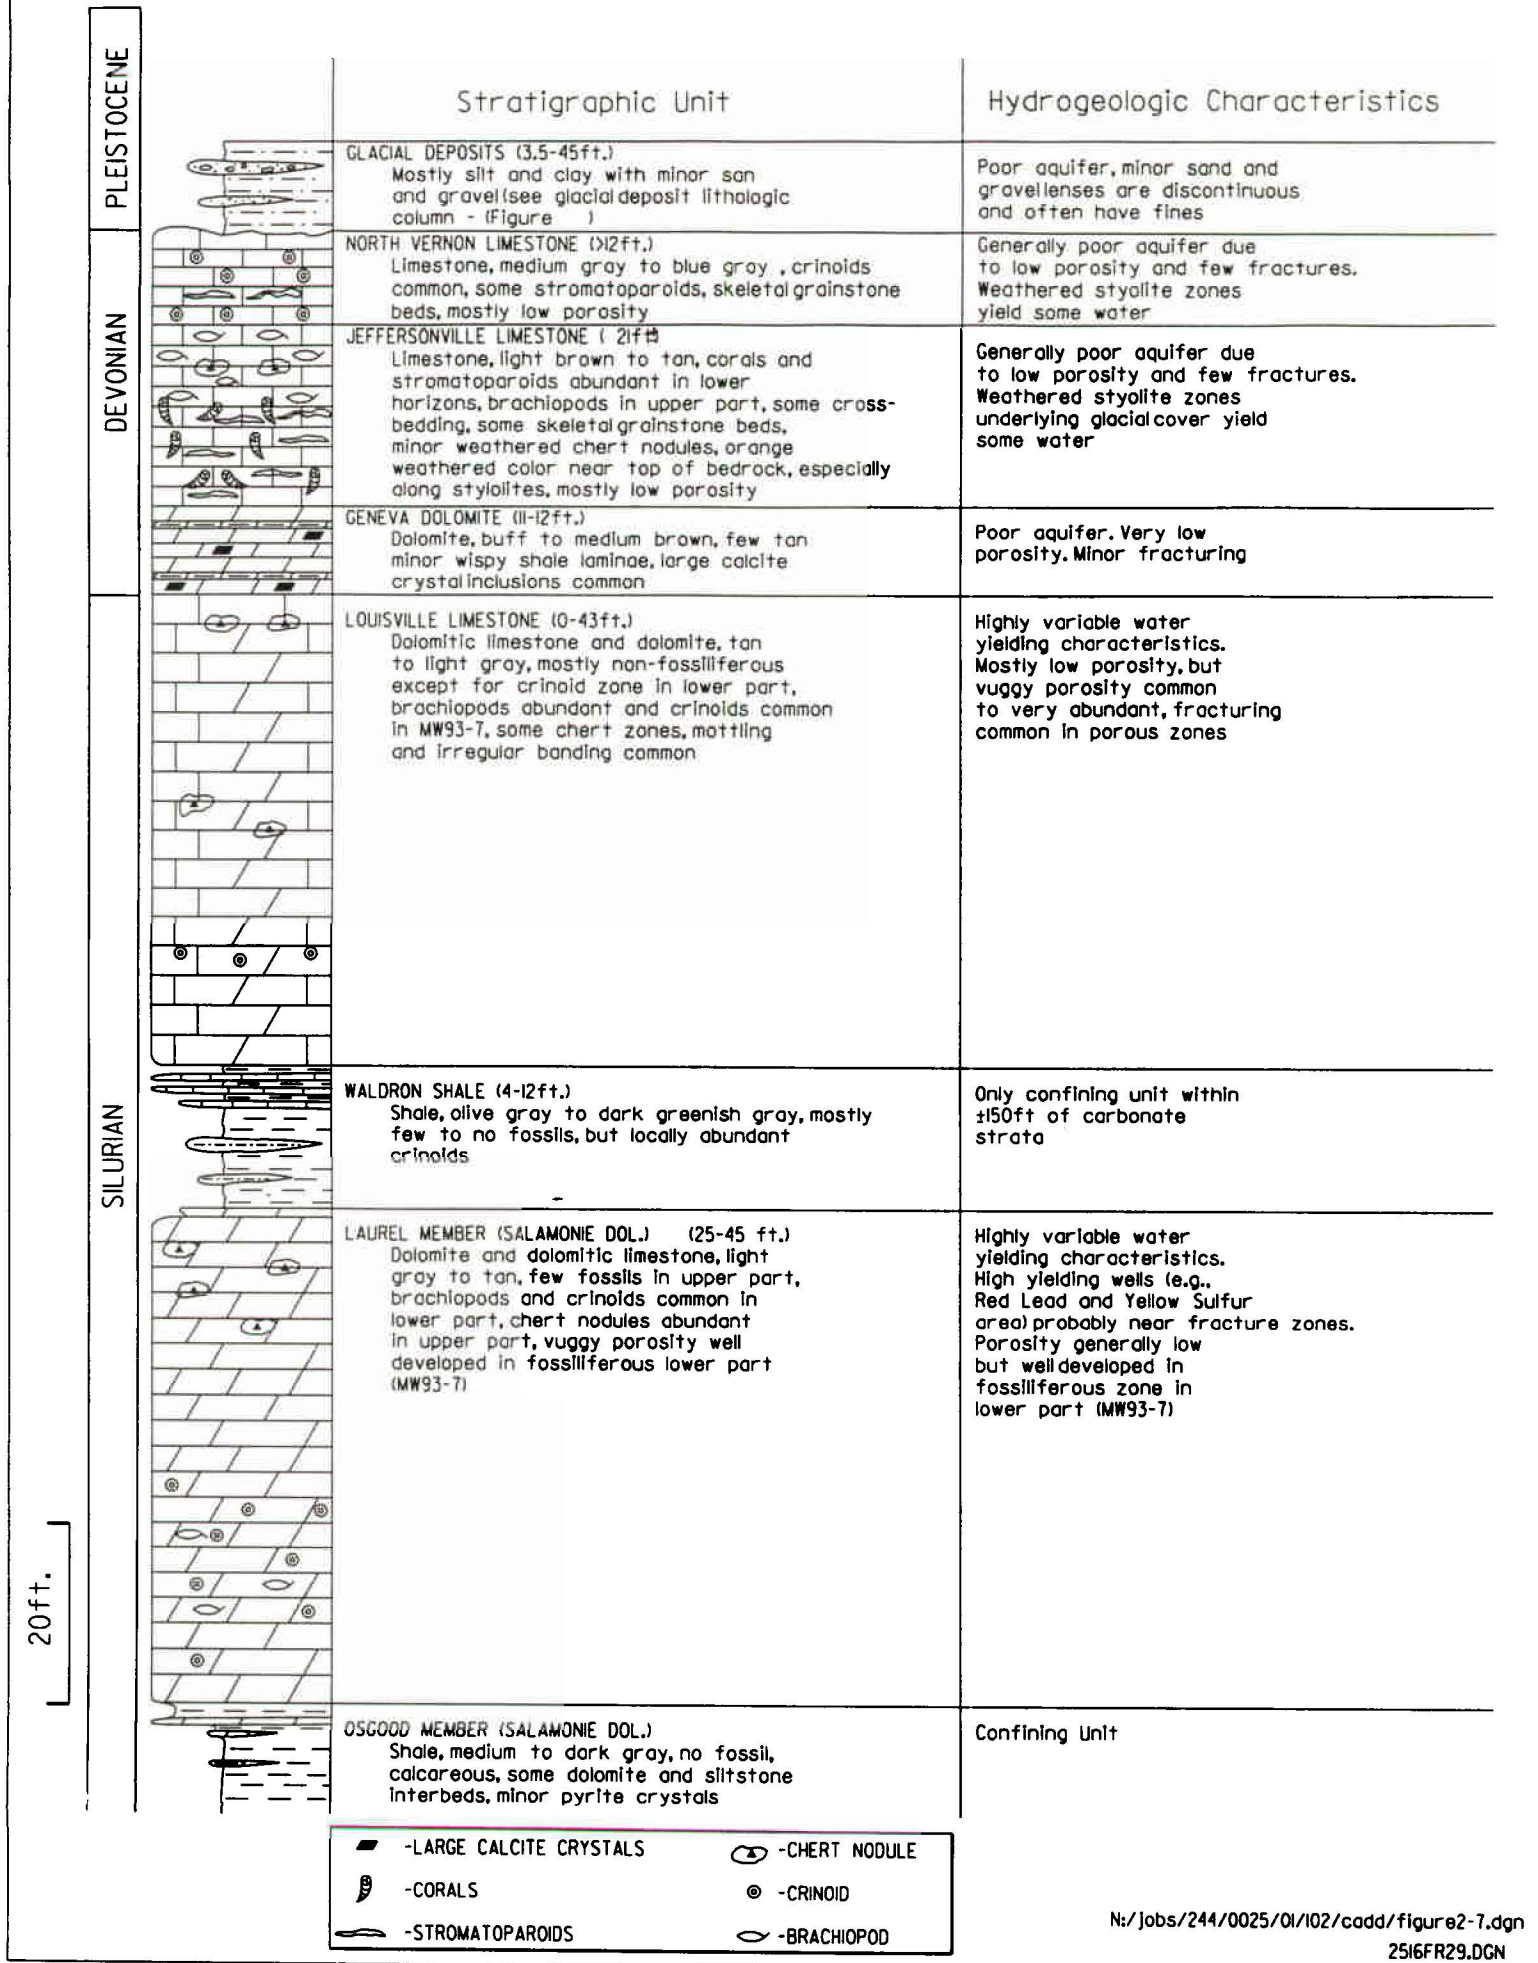 PLEISTOCENE
DEVONIAN
SILURIAN
20ft.
Stratigraphic Unit
Hydrogeologic Characteristics
GLACIAL DEPOSITS (3.5-45ft.)
Mostly silt and clay with minor san
and gravel (see glacial deposit lithologic
column - (Figure )
Poor aquifer, minor sand and
gravel lenses are discontinuous
and often have fines
NORTH VERNON LIMESTONE (>12ft.)
Limestone, medium gray to blue gray , crinoids
common, some stromatoparoids, skeletal grainstone
beds, mostly low porosity
Generally poor aquifer due
to low porosity and few fractures.
Weathered styolite zones
yield some water
JEFFERSONVILLE LIMESTONE ( 21ft
Limestone, light brown to tan, corals and
stromatoparoids abundant in lower
horizons, brachiopods in upper part, some cross-
bedding, some skeletal grainstone beds,
minor weathered chert nodules, orange
weathered color near top of bedrock, especially
along stylolites, mostly low porosity
Generally poor aquifer due
to low porosity and few fractures.
Weathered styolite zones
underlying glacial cover yield
some water
GENEVA DOLOMITE (11-12ft.)
Dolomite, buff to medium brown, few tan
minor wispy shale laminae, large calcite
crystal inclusions common
Poor aquifer. Very low
porosity. Minor fracturing
LOUISVILLE LIMESTONE (0-43ft.)
Dolomitic limestone and dolomite, tan
to light gray, mostly non-fossiliferous
except for crinoid zone in lower part,
brachiopods abundant and crinoids common
in MW93-7, some chert zones, mottling
and irregular banding common
Highly variable water
yielding characteristics.
Mostly low porosity, but
vuggy porosity common
to very abundant, fracturing
common in porous zones
WALDRON SHALE (4-12ft.)
Shale, olive gray to dark greenish gray, mostly
few to no fossils, but locally abundant
crinoids
Only confining unit within
±150ft of carbonate
strata
LAUREL MEMBER (SALAMONIE DOL.) (25-45 ft.)
Dolomite and dolomitic limestone, light
gray to tan, few fossils in upper part,
brachiopods and crinoids common in
lower part, chert nodules abundant
in upper part, vuggy porosity well
developed in fossiliferous lower part
(MW93-7)
Highly variable water
yielding characteristics.
High yielding wells (e.g.,
Red Lead and Yellow Sulfur
area) probably near fracture zones.
Porosity generally low
but well developed in
fossiliferous zone in
lower part (MW93-7)
OSGOOD MEMBER (SALAMONIE DOL.)
Shale, medium to dark gray, no fossil,
calcareous, some dolomite and siltstone
interbeds, minor pyrite crystals
Confining Unit
-LARGE CALCITE CRYSTALS
-CHERT NODULE
-CORALS
-CRINOID
-STROMATOPAROIDS
-BRACHIOPOD
N:/jobs/244/0025/01/102/cadd/figure2-7.dgn
2516FR29.DGN